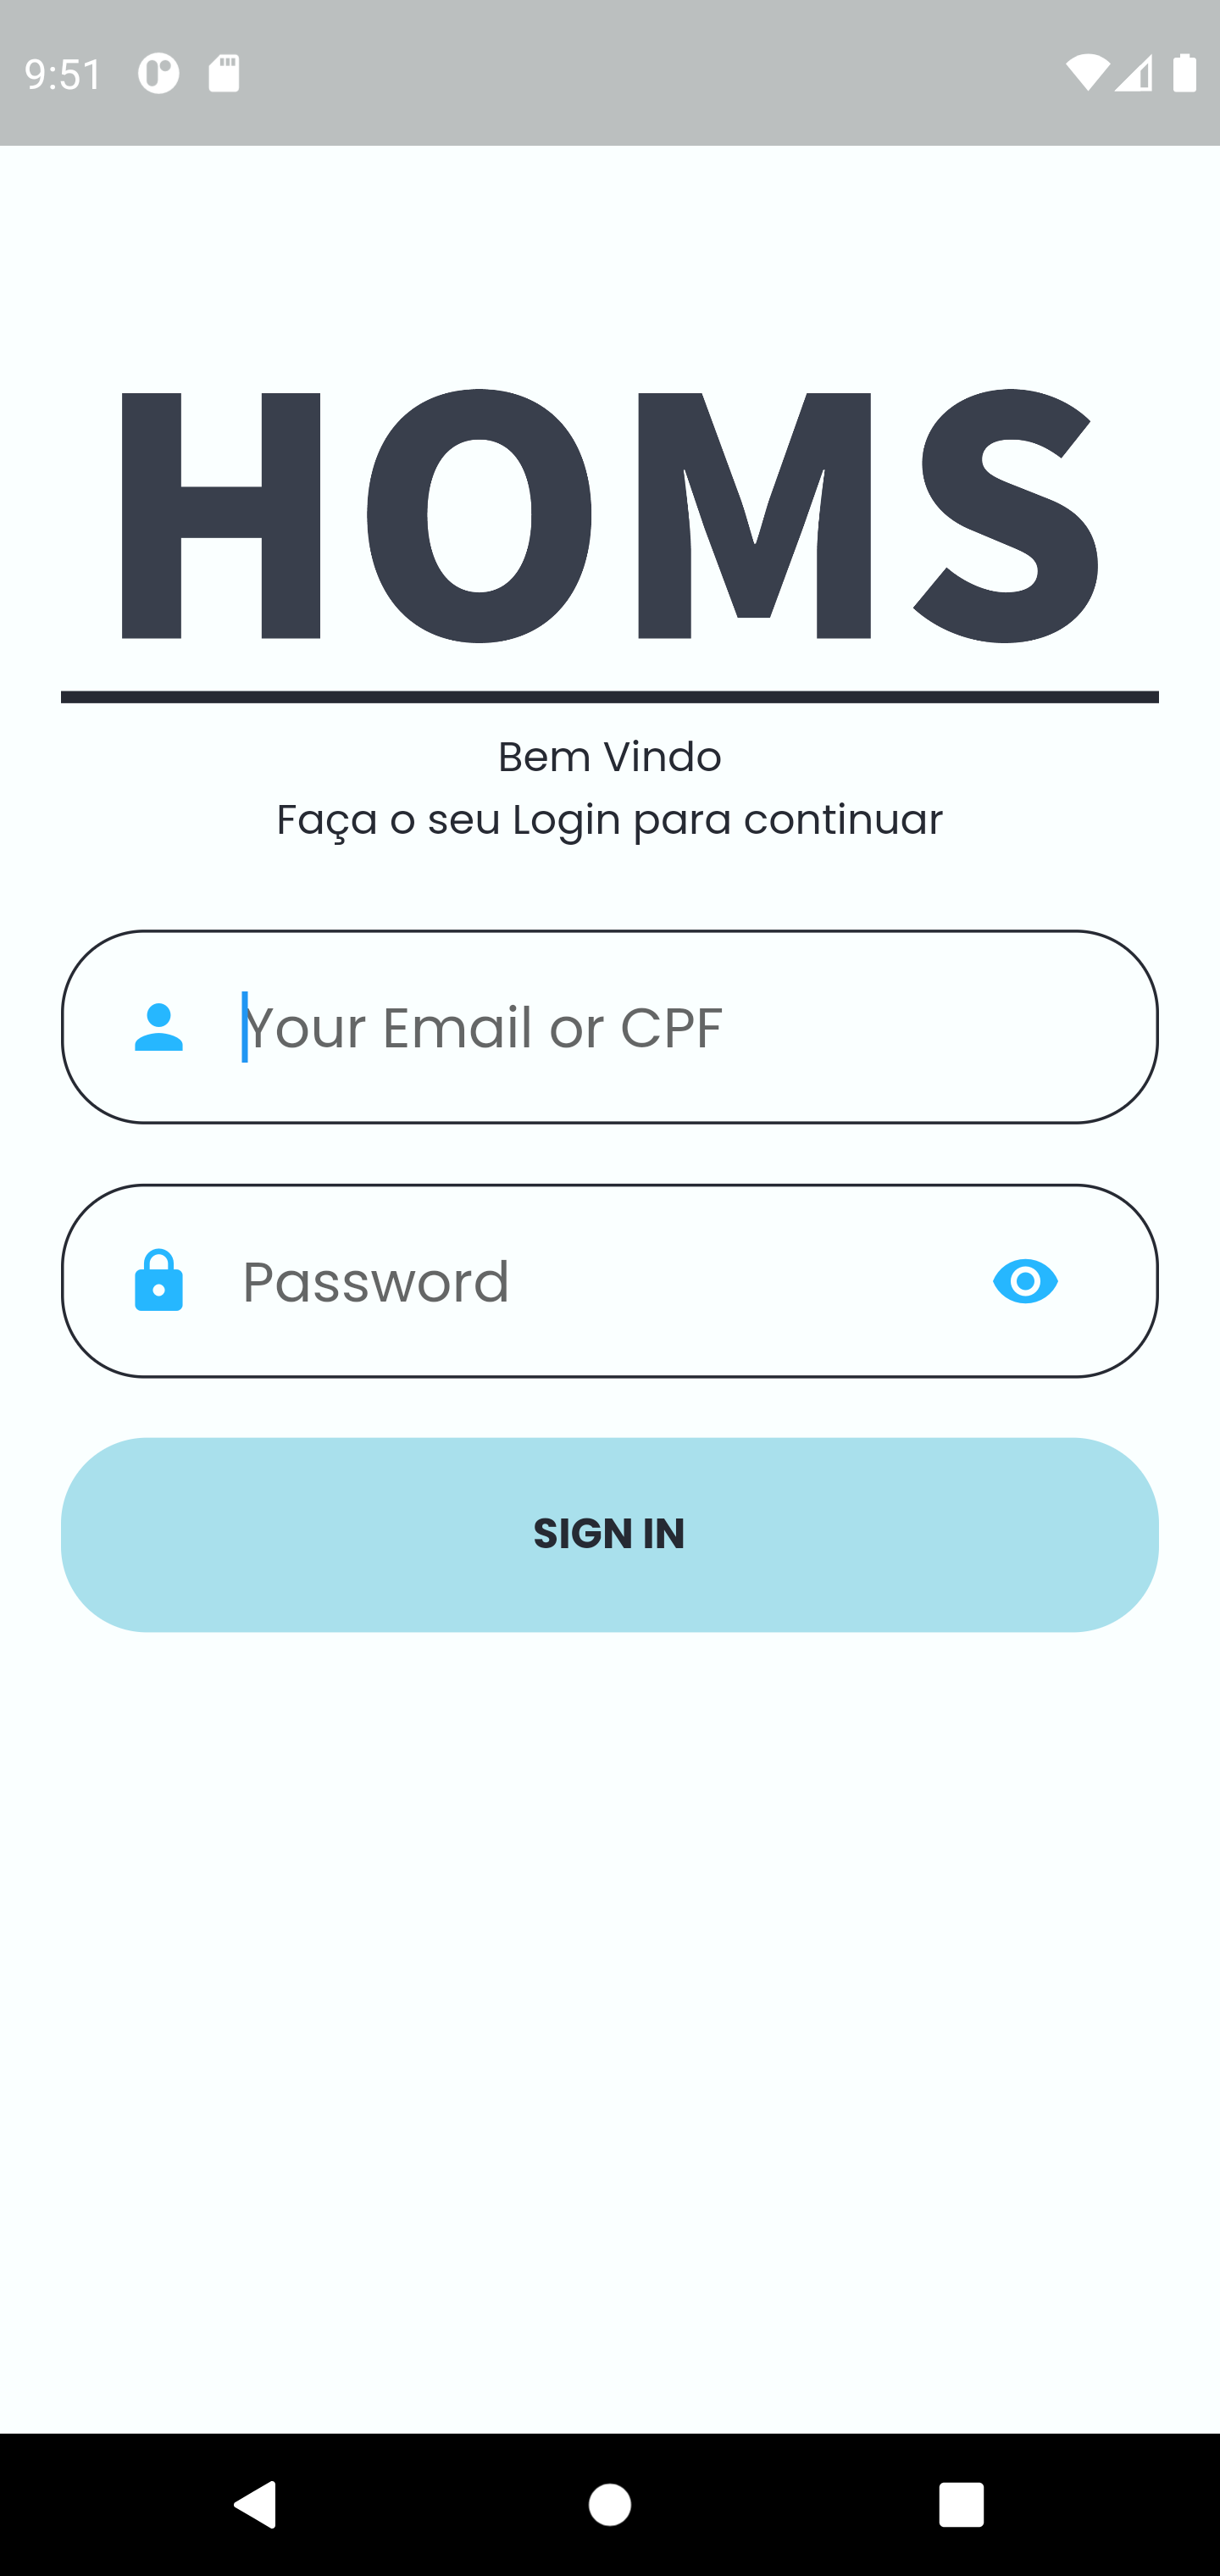 9:51
HOMS
Bem Vindo
Faça o seu Login para continuar
Your Email or CPF
Password
SIGN IN